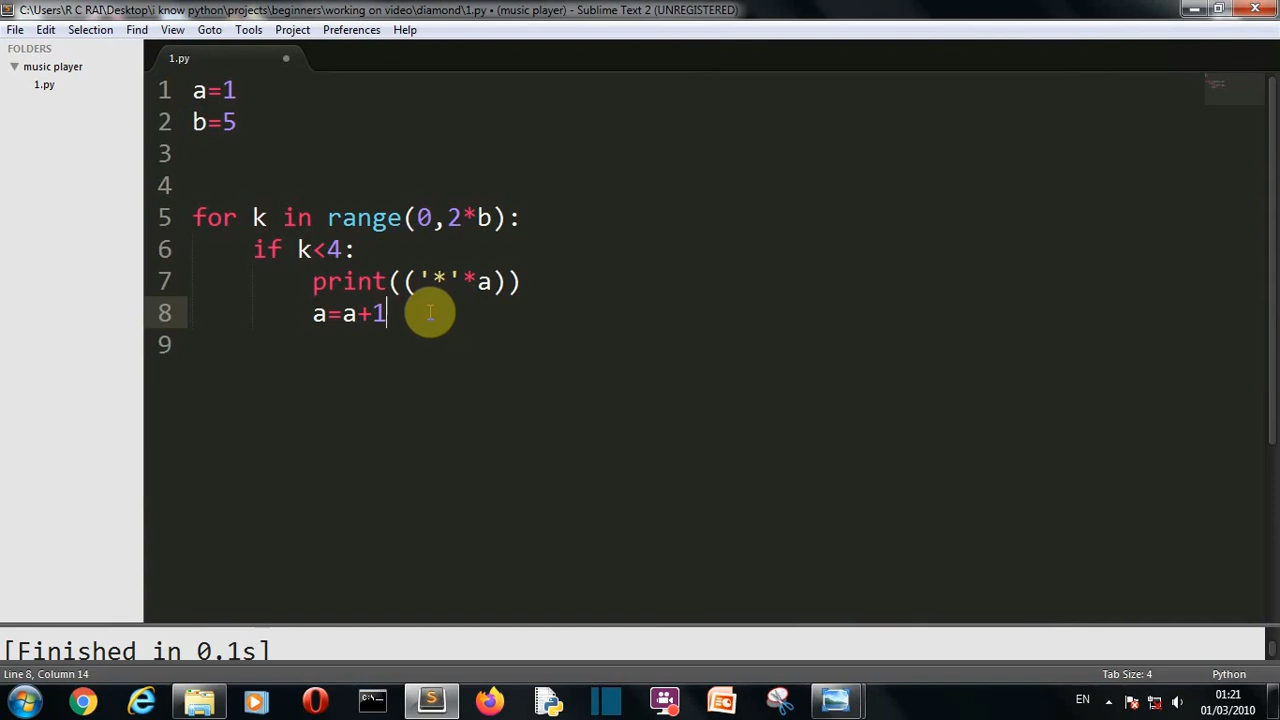 C:\Users\R C RAI\Desktop\i know python\projects\beginners\working on video\diamond\1.py • (music player) - Sublime Text 2 (UNREGISTERED)
File Edit Selection Find View Goto Tools Project Preferences Help
FOLDERS
music player
1.py
1.py
1 a=1
2 b=5
3
4
5 for k in range(0,2*b):
6 if k<4:
7 print(('*'*a))
8 a=a+1
9
[Finished in 0.1s]
Line 8, Column 14 Tab Size: 4 Python
EN 01:21
01/03/2010